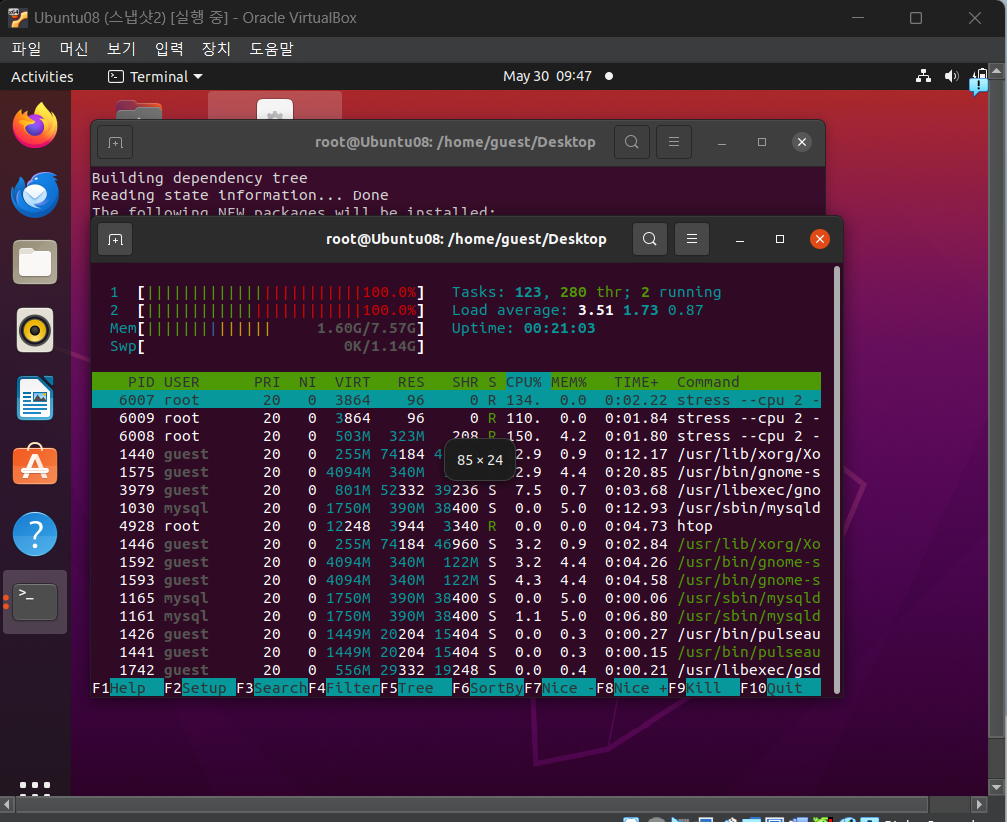 Ubuntu08 (스냅샷2) [실행 중] - Oracle VirtualBox
파일 머신 보기 입력 장치 도움말
Activities Terminal May 30 09:47
root@Ubuntu08: /home/guest/Desktop
Building dependency tree
Reading state information... Done
The following NEW packages will be installed:
root@Ubuntu08: /home/guest/Desktop
1 [|||||||||||||||||||||||||100.0%] Tasks: 123, 280 thr; 2 running
2 [|||||||||||||||||||||||||100.0%] Load average: 3.51 1.73 0.87
Mem[|||||||||||||||| 1.60G/7.57G] Uptime: 00:21:03
Swp[ 0K/1.14G]
PID USER PRI NI VIRT RES SHR S CPU% MEM% TIME+ Command
6007 root 20 0 3864 96 0 R 134. 0.0 0:02.22 stress --cpu 2 -
6009 root 20 0 3864 96 0 R 110. 0.0 0:01.84 stress --cpu 2 -
6008 root 20 0 503M 323M 208 R 150. 4.2 0:01.80 stress --cpu 2 -
1440 guest 20 0 255M 74184 4 2.9 0.9 0:12.17 /usr/lib/xorg/Xo
1575 guest 20 0 4094M 340M 2.9 4.4 0:20.85 /usr/bin/gnome-s
85 × 24
3979 guest 20 0 801M 52332 39236 S 7.5 0.7 0:03.68 /usr/libexec/gno
1030 mysql 20 0 1750M 390M 38400 S 0.0 5.0 0:12.93 /usr/sbin/mysqld
4928 root 20 0 12248 3944 3340 R 0.0 0.0 0:04.73 htop
1446 guest 20 0 255M 74184 46960 S 3.2 0.9 0:02.84 /usr/lib/xorg/Xo
1592 guest 20 0 4094M 340M 122M S 3.2 4.4 0:04.26 /usr/bin/gnome-s
1593 guest 20 0 4094M 340M 122M S 4.3 4.4 0:04.58 /usr/bin/gnome-s
1165 mysql 20 0 1750M 390M 38400 S 0.0 5.0 0:00.06 /usr/sbin/mysqld
1161 mysql 20 0 1750M 390M 38400 S 1.1 5.0 0:06.80 /usr/sbin/mysqld
1426 guest 20 0 1449M 20204 15404 S 0.0 0.3 0:00.27 /usr/bin/pulseau
1441 guest 20 0 1449M 20204 15404 S 0.0 0.3 0:00.15 /usr/bin/pulseau
1742 guest 20 0 556M 29332 19248 S 0.0 0.4 0:00.21 /usr/libexec/gsd
F1Help F2Setup F3SearchF4FilterF5Tree F6SortByF7Nice -F8Nice +F9Kill F10Quit